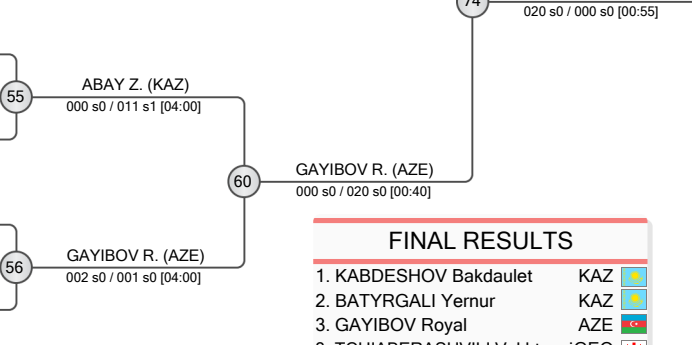 74
020 s0 / 000 s0 [00:55]
55
ABAY Z. (KAZ)
000 s0 / 011 s1 [04:00]
60
GAYIBOV R. (AZE)
000 s0 / 020 s0 [00:40]
56
GAYIBOV R. (AZE)
002 s0 / 001 s0 [04:00]
FINAL RESULTS
1. KABDESHOV Bakdaulet KAZ
2. BATYRGALI Yernur KAZ
3. GAYIBOV Royal AZE
GEO